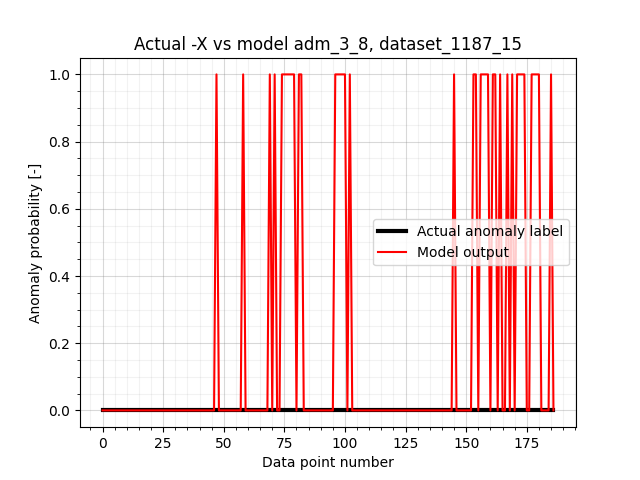 Actual -X vs model adm_3_8, dataset_1187_15
Anomaly probability [-]
1.0
0.8
0.6
0.4
0.2
0.0
Actual anomaly label
Model output
0 25 50 75 100 125 150 175
Data point number